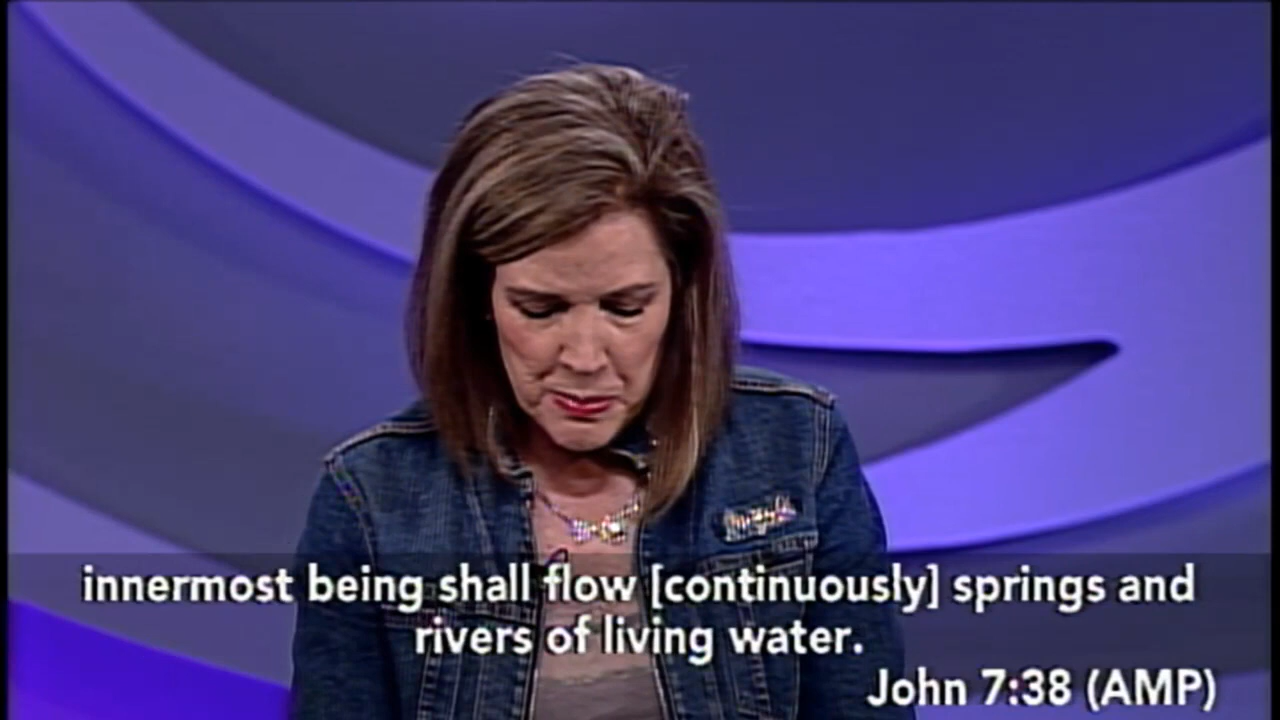 innermost being shall flow [continuously] springs and
rivers of living water.
John 7:38 (AMP)